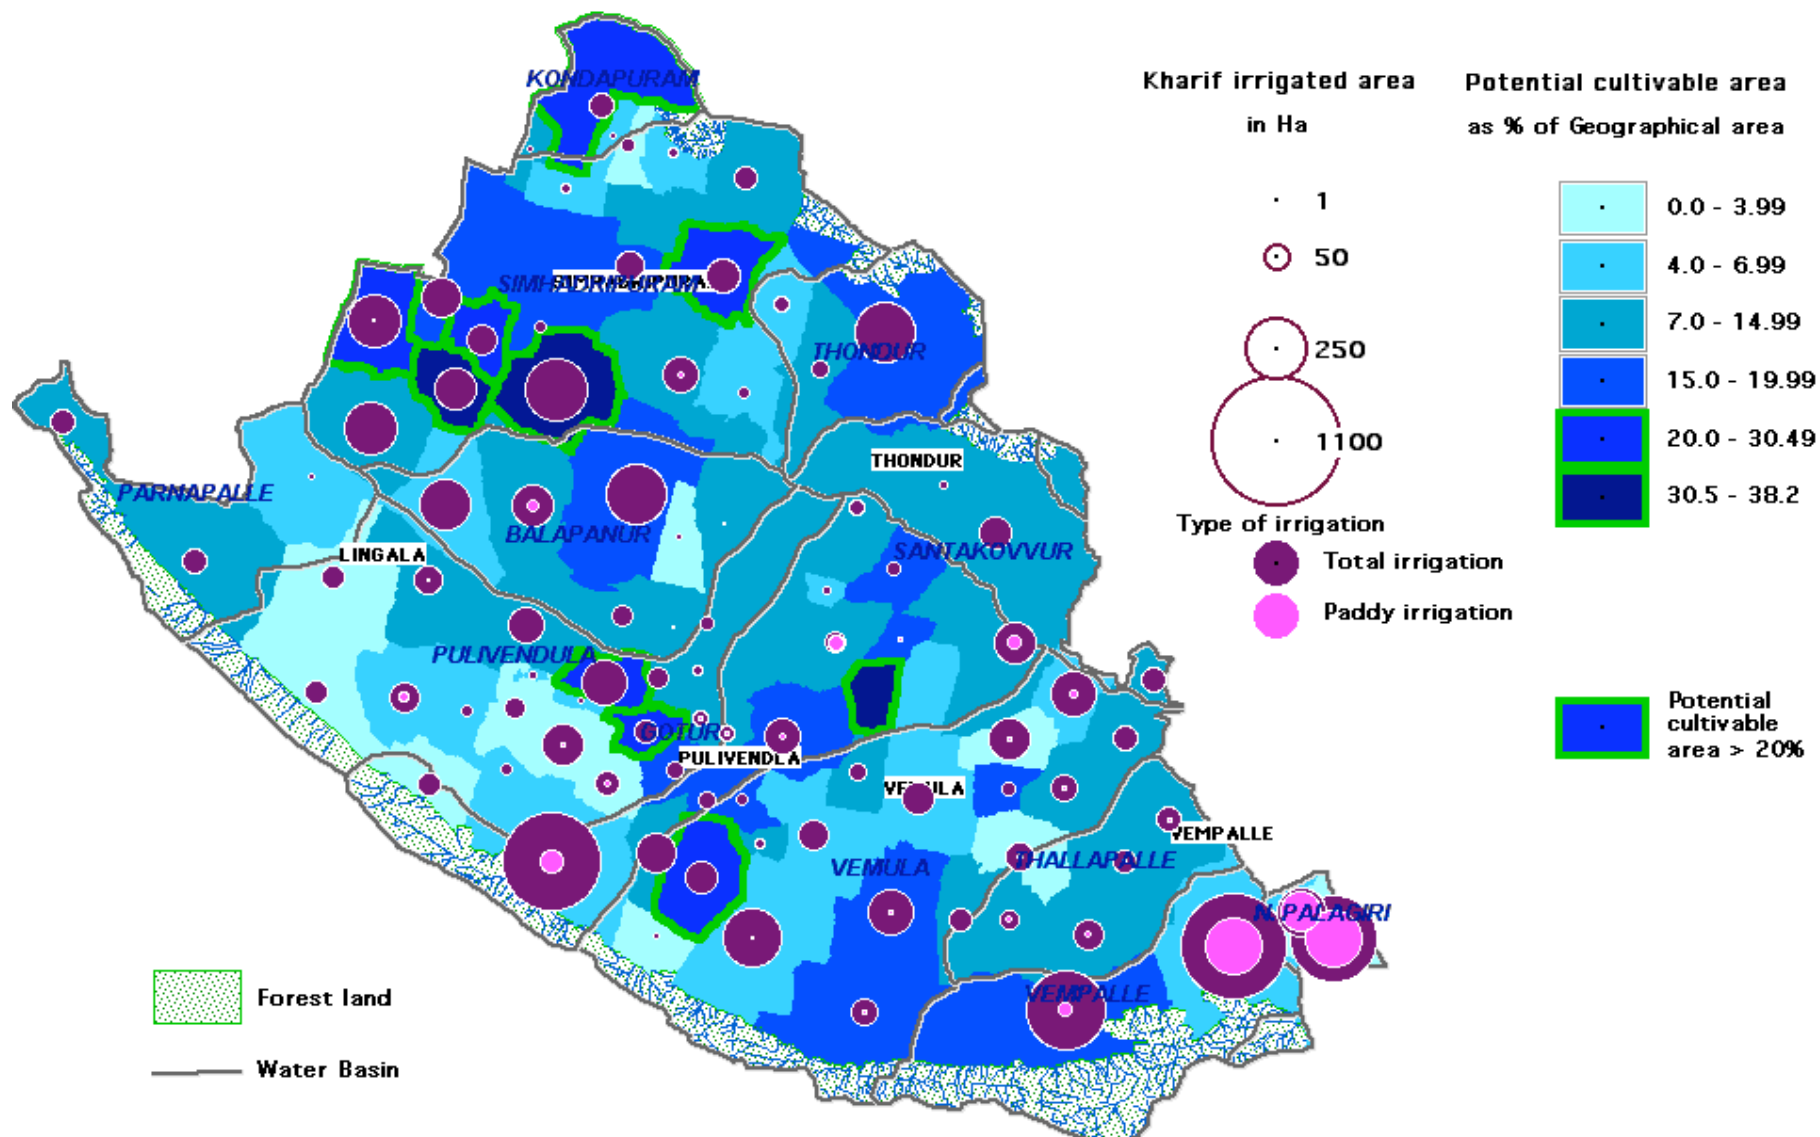 KONDAPURAM
SIMHADRIPURAM
THONDUR
THONDUR
PARNAPALLE
LINGALA
BALAPANUR
SANTAKOVVUR
PULIVENDULA
GOTUR
PULIVENDLA
VEMULA
VEMULA
VEMPALLE
THALLAPALLE
N. PALAGIRI
VEMPALLE
Forest land
Water Basin
Kharif irrigated area
in Ha
1
50
250
1100
Type of irrigation
Total irrigation
Paddy irrigation
Potential cultivable area
as % of Geographical area
0.0 - 3.99
4.0 - 6.99
7.0 - 14.99
15.0 - 19.99
20.0 - 30.49
30.5 - 38.2
Potential
cultivable
area > 20%